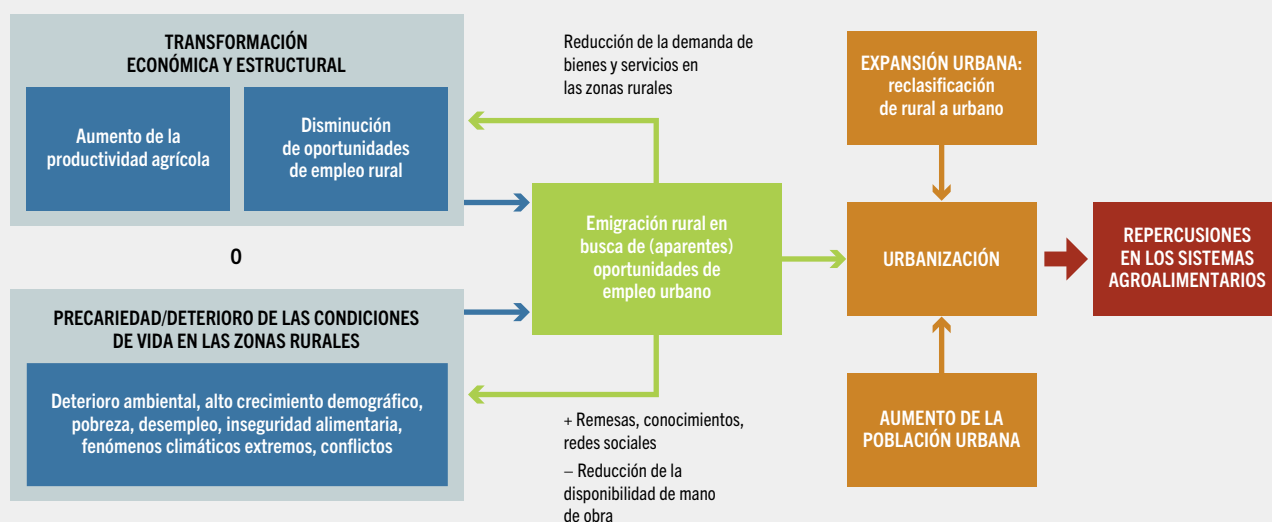 TRANSFORMACIÓN
ECONÓMICA Y ESTRUCTURAL
Aumento de la
productividad agrícola
Disminución
de oportunidades
de empleo rural
O
PRECARIEDAD/DETERIORO DE LAS CONDICIONES
DE VIDA EN LAS ZONAS RURALES
Deterioro ambiental, alto crecimiento demográfico,
pobreza, desempleo, inseguridad alimentaria,
fenómenos climáticos extremos, conflictos
Reducción de la demanda de
bienes y servicios en
las zonas rurales
Emigración rural en
busca de (aparentes)
oportunidades de
empleo urbano
+ Remesas, conocimientos,
redes sociales
– Reducción de la
disponibilidad de mano
de obra
EXPANSIÓN URBANA:
reclasificación
de rural a urbano
URBANIZACIÓN
AUMENTO DE LA
POBLACIÓN URBANA
REPERCUSIONES
EN LOS SISTEMAS
AGROALIMENTARIOS